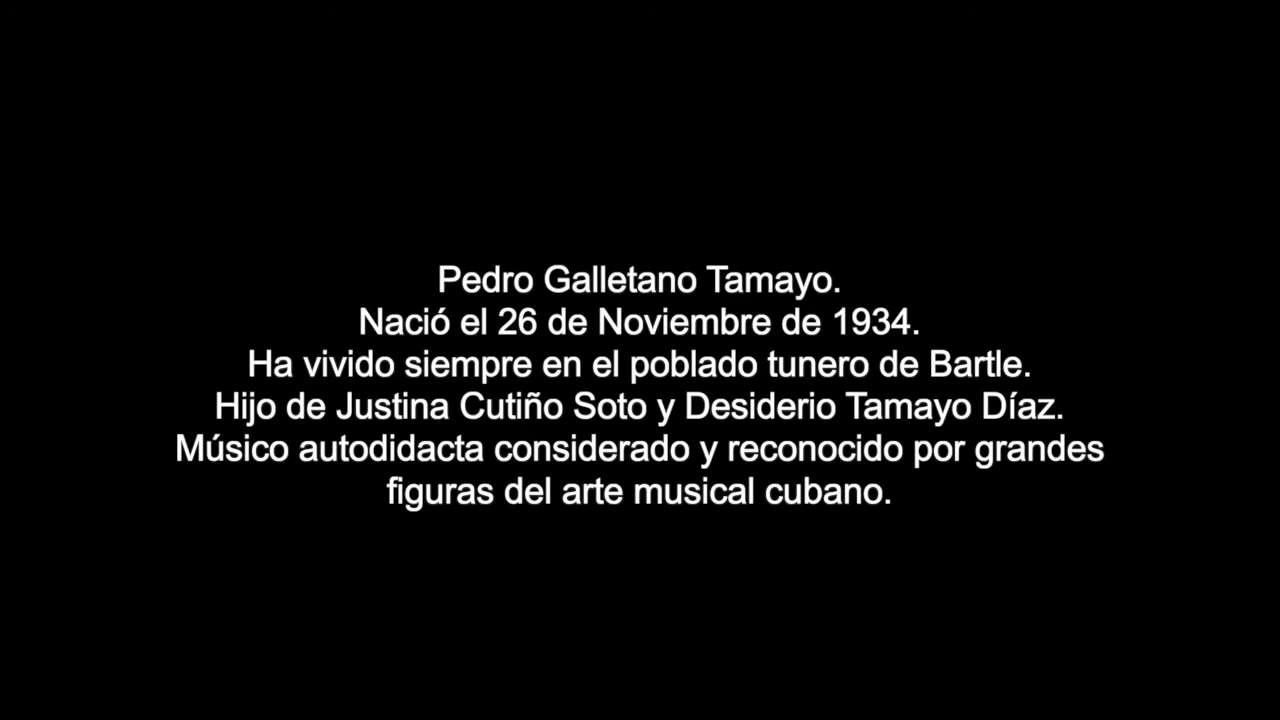 Pedro Galletano Tamayo.
Nació el 26 de Noviembre de 1934.
Ha vivido siempre en el poblado tunero de Bartle.
Hijo de Justina Cutiño Soto y Desiderio Tamayo Díaz.
Músico autodidacta considerado y reconocido por grandes
figuras del arte musical cubano.